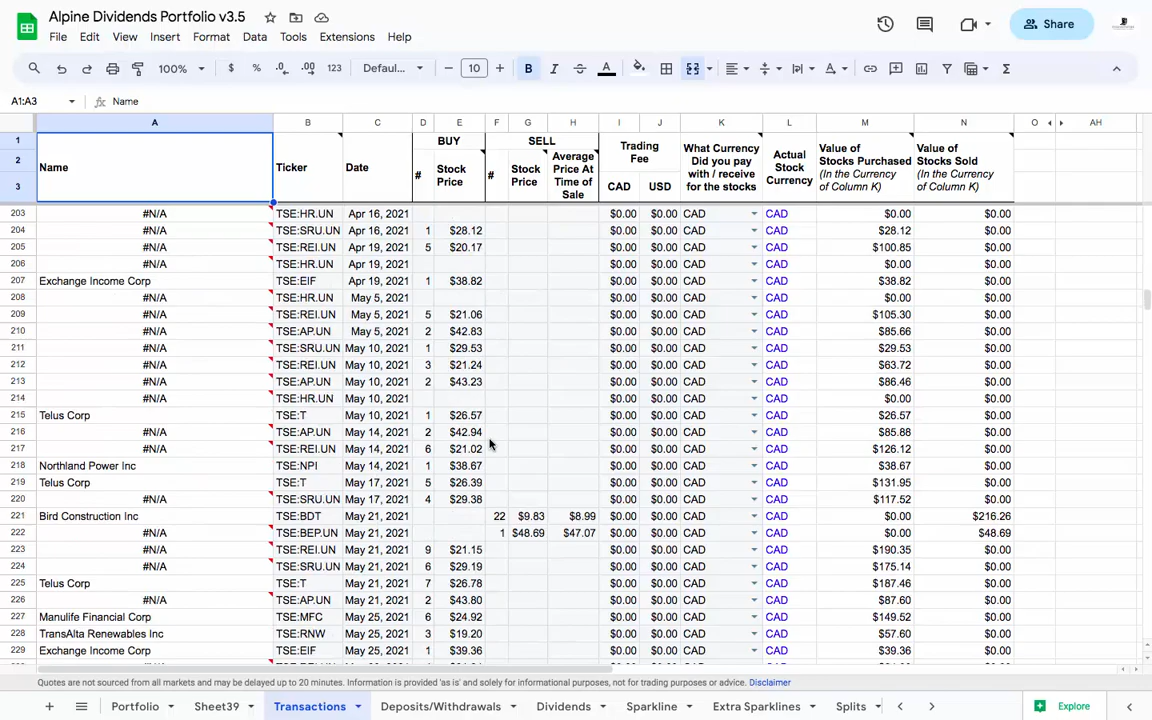 Alpine Dividends Portfolio v3.5
File Edit View Insert Format Data Tools Extensions Help
Share
100% $ % .0 .00 123 Defaul... 10 B I A
A1:A3 fx Name
A B C D E F G H I J K L M N O AH
1 2 3
Name Ticker Date
BUY
# Stock Price
SELL
# Stock Price Average Price At Time of Sale
Trading Fee
CAD USD
What Currency Did you pay with / receive for the stocks
Actual Stock Currency
Value of Stocks Purchased (In the Currency of Column K)
Value of Stocks Sold (In the Currency of Column K)
203 #N/A TSE:HR.UN Apr 16, 2021 $0.00 $0.00 CAD CAD $0.00 $0.00
204 #N/A TSE:SRU.UN Apr 16, 2021 1 $28.12 $0.00 $0.00 CAD CAD $28.12 $0.00
205 #N/A TSE:REI.UN Apr 19, 2021 5 $20.17 $0.00 $0.00 CAD CAD $100.85 $0.00
206 #N/A TSE:HR.UN Apr 19, 2021 $0.00 $0.00 CAD CAD $0.00 $0.00
207 Exchange Income Corp TSE:EIF Apr 19, 2021 1 $38.82 $0.00 $0.00 CAD CAD $38.82 $0.00
208 #N/A TSE:HR.UN May 5, 2021 $0.00 $0.00 CAD CAD $0.00 $0.00
209 #N/A TSE:REI.UN May 5, 2021 5 $21.06 $0.00 $0.00 CAD CAD $105.30 $0.00
210 #N/A TSE:AP.UN May 5, 2021 2 $42.83 $0.00 $0.00 CAD CAD $85.66 $0.00
211 #N/A TSE:SRU.UN May 10, 2021 1 $29.53 $0.00 $0.00 CAD CAD $29.53 $0.00
212 #N/A TSE:REI.UN May 10, 2021 3 $21.24 $0.00 $0.00 CAD CAD $63.72 $0.00
213 #N/A TSE:AP.UN May 10, 2021 2 $43.23 $0.00 $0.00 CAD CAD $86.46 $0.00
214 #N/A TSE:HR.UN May 10, 2021 $0.00 $0.00 CAD CAD $0.00 $0.00
215 Telus Corp TSE:T May 10, 2021 1 $26.57 $0.00 $0.00 CAD CAD $26.57 $0.00
216 #N/A TSE:AP.UN May 14, 2021 2 $42.94 $0.00 $0.00 CAD CAD $85.88 $0.00
217 #N/A TSE:REI.UN May 14, 2021 6 $21.02 $0.00 $0.00 CAD CAD $126.12 $0.00
218 Northland Power Inc TSE:NPI May 14, 2021 1 $38.67 $0.00 $0.00 CAD CAD $38.67 $0.00
219 Telus Corp TSE:T May 17, 2021 5 $26.39 $0.00 $0.00 CAD CAD $131.95 $0.00
220 #N/A TSE:SRU.UN May 17, 2021 4 $29.38 $0.00 $0.00 CAD CAD $117.52 $0.00
221 Bird Construction Inc TSE:BDT May 21, 2021 22 $9.83 $8.99 $0.00 $0.00 CAD CAD $0.00 $216.26
222 #N/A TSE:BEP.UN May 21, 2021 1 $48.69 $47.07 $0.00 $0.00 CAD CAD $0.00 $48.69
223 #N/A TSE:REI.UN May 21, 2021 9 $21.15 $0.00 $0.00 CAD CAD $190.35 $0.00
224 #N/A TSE:SRU.UN May 21, 2021 6 $29.19 $0.00 $0.00 CAD CAD $175.14 $0.00
225 Telus Corp TSE:T May 21, 2021 7 $26.78 $0.00 $0.00 CAD CAD $187.46 $0.00
226 #N/A TSE:AP.UN May 21, 2021 2 $43.80 $0.00 $0.00 CAD CAD $87.60 $0.00
227 Manulife Financial Corp TSE:MFC May 25, 2021 6 $24.92 $0.00 $0.00 CAD CAD $149.52 $0.00
228 TransAlta Renewables Inc TSE:RNW May 25, 2021 3 $19.20 $0.00 $0.00 CAD CAD $57.60 $0.00
229 Exchange Income Corp TSE:EIF May 25, 2021 1 $39.36 $0.00 $0.00 CAD CAD $39.36 $0.00
Quotes are not sourced from all markets and may be delayed up to 20 minutes. Information is provided 'as is' and solely for informational purposes, not for trading purposes or advice. Disclaimer
Portfolio Sheet39 Transactions Deposits/Withdrawals Dividends Sparkline Extra Sparklines Splits Explore